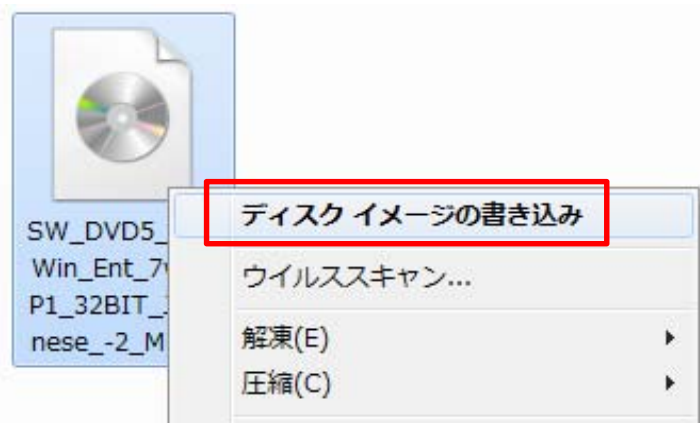 SW_DVD5_
Win_Ent_7
P1_32BIT_
nese_-2_M
ディスク イメージの書き込み
ウイルススキャン...
解凍(E)
圧縮(C)